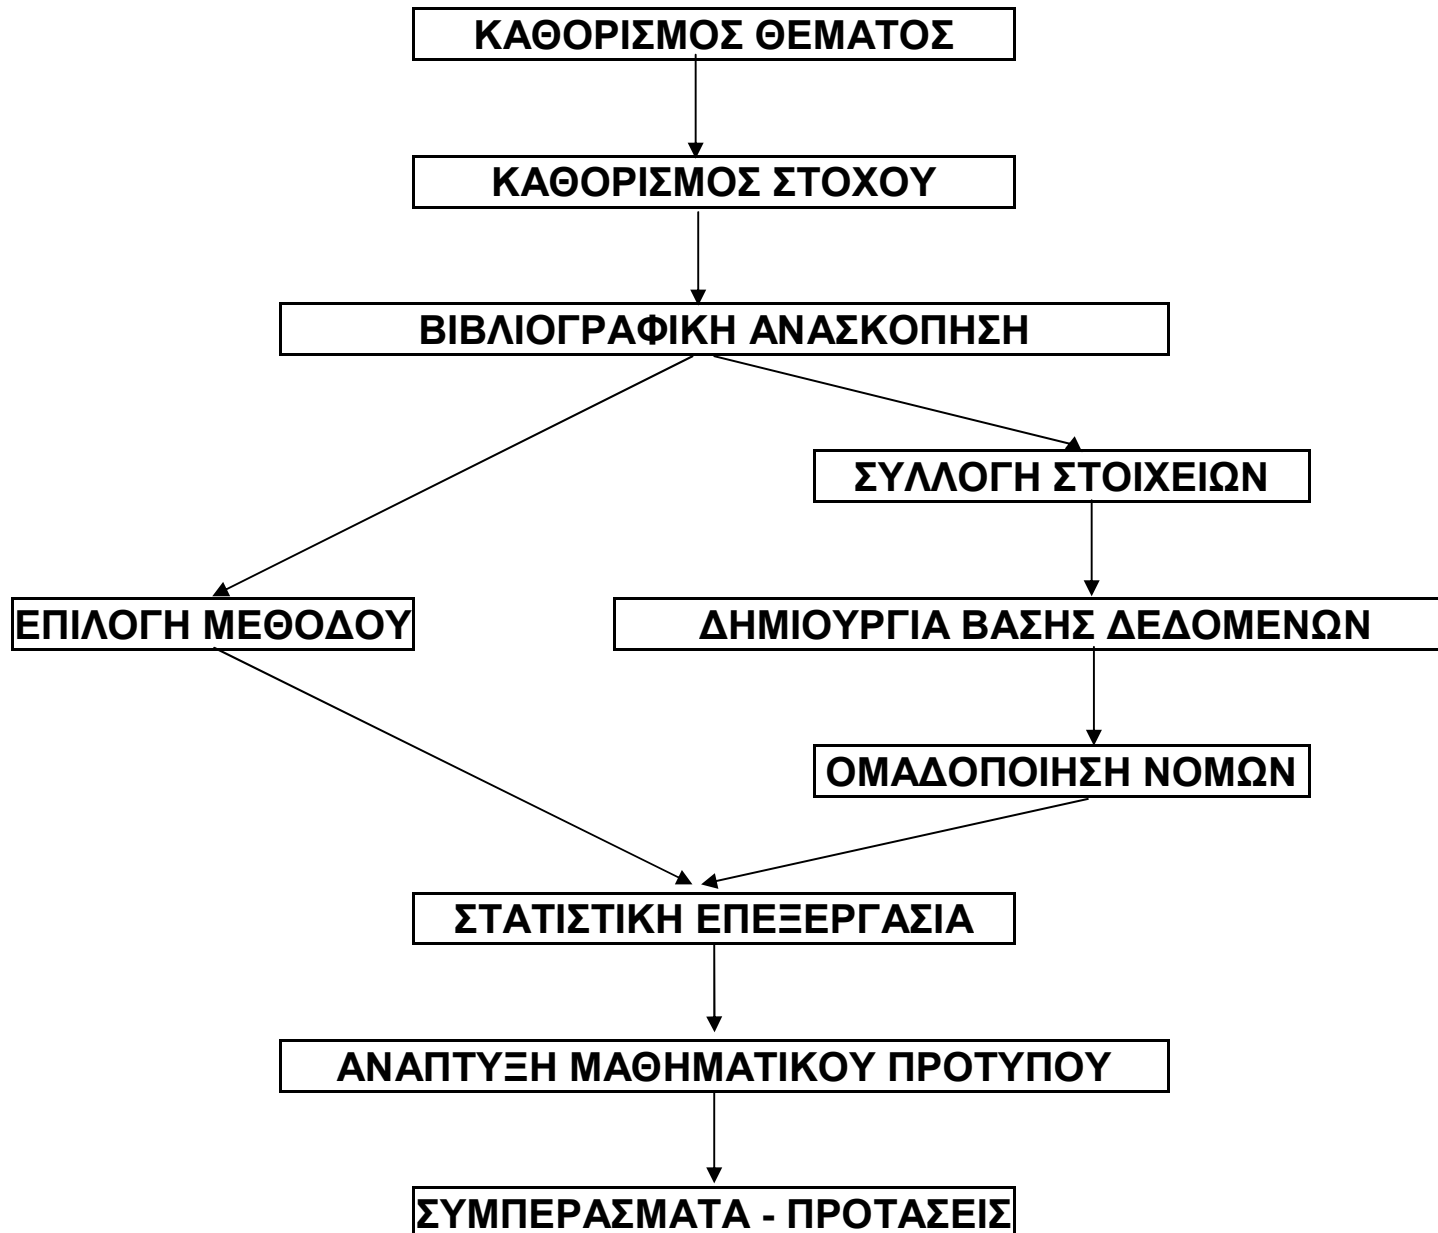 ΚΑΘΟΡΙΣΜΟΣ ΘΕΜΑΤΟΣ
ΚΑΘΟΡΙΣΜΟΣ ΣΤΟΧΟΥ
ΒΙΒΛΙΟΓΡΑΦΙΚΗ ΑΝΑΣΚΟΠΗΣΗ
ΣΥΛΛΟΓΗ ΣΤΟΙΧΕΙΩΝ
ΕΠΙΛΟΓΗ ΜΕΘΟΔΟΥ
ΔΗΜΙΟΥΡΓΙΑ ΒΑΣΗΣ ΔΕΔΟΜΕΝΩΝ
ΟΜΑΔΟΠΟΙΗΣΗ ΝΟΜΩΝ
ΣΤΑΤΙΣΤΙΚΗ ΕΠΕΞΕΡΓΑΣΙΑ
ΑΝΑΠΤΥΞΗ ΜΑΘΗΜΑΤΙΚΟΥ ΠΡΟΤΥΠΟΥ
ΣΥΜΠΕΡΑΣΜΑΤΑ - ΠΡΟΤΑΣΕΙΣ